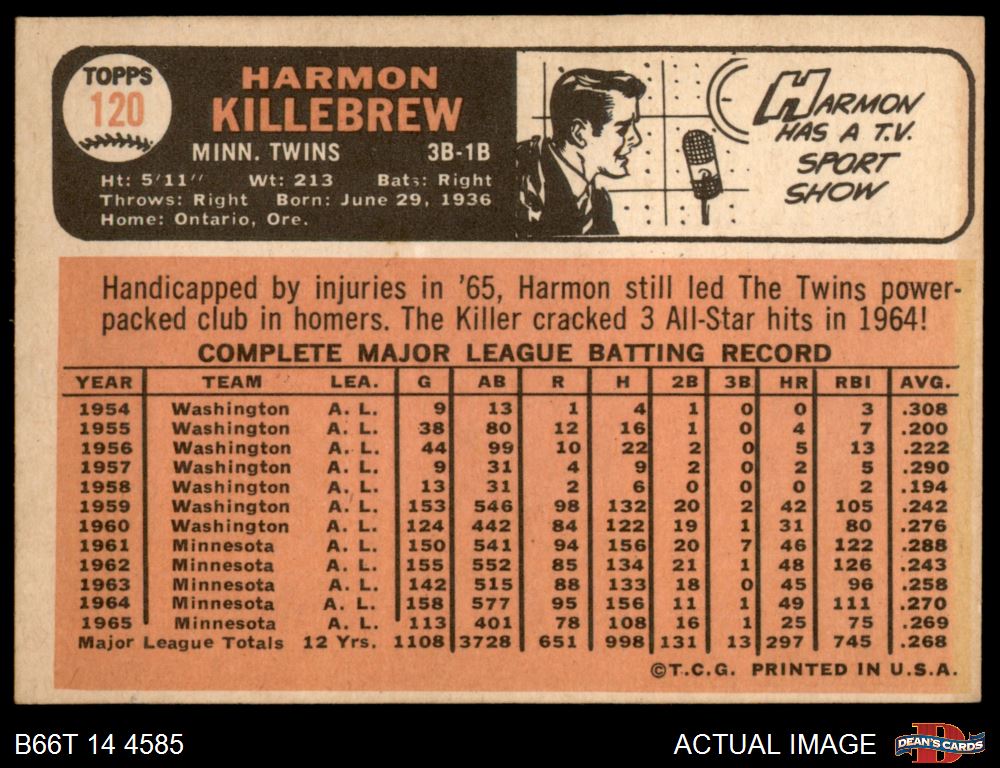 TOPPS
120
HARMON
KILLEBREW
MINN. TWINS 3B-1B
Ht: 5'11" Wt: 213 Bats: Right
Throws: Right Born: June 29, 1936
Home: Ontario, Ore.
HARMON
HAS A T.V.
SPORT
SHOW
Handicapped by injuries in '65, Harmon still led The Twins power-
packed club in homers. The Killer cracked 3 All-Star hits in 1964!
COMPLETE MAJOR LEAGUE BATTING RECORD
YEAR TEAM LEA. G AB R H 2B 3B HR RBI AVG.
1954 Washington A. L. 9 13 1 4 1 0 0 3 .308
1955 Washington A. L. 38 80 12 16 1 0 4 7 .200
1956 Washington A. L. 44 99 10 22 2 0 5 13 .222
1957 Washington A. L. 9 31 4 9 2 0 2 5 .290
1958 Washington A. L. 13 31 2 6 0 0 0 2 .194
1959 Washington A. L. 153 546 98 132 20 2 42 105 .242
1960 Washington A. L. 124 442 84 122 19 1 31 80 .276
1961 Minnesota A. L. 150 541 94 156 20 7 46 122 .288
1962 Minnesota A. L. 155 552 85 134 21 1 48 126 .243
1963 Minnesota A. L. 142 515 88 133 18 0 45 96 .258
1964 Minnesota A. L. 158 577 95 156 11 1 49 111 .270
1965 Minnesota A. L. 113 401 78 108 16 1 25 75 .269
Major League Totals 12 Yrs. 1108 3728 651 998 131 13 297 745 .268
©T.C.G. PRINTED IN U.S.A.
B66T 14 4585 ACTUAL IMAGE
D
DEAN'S CARDS